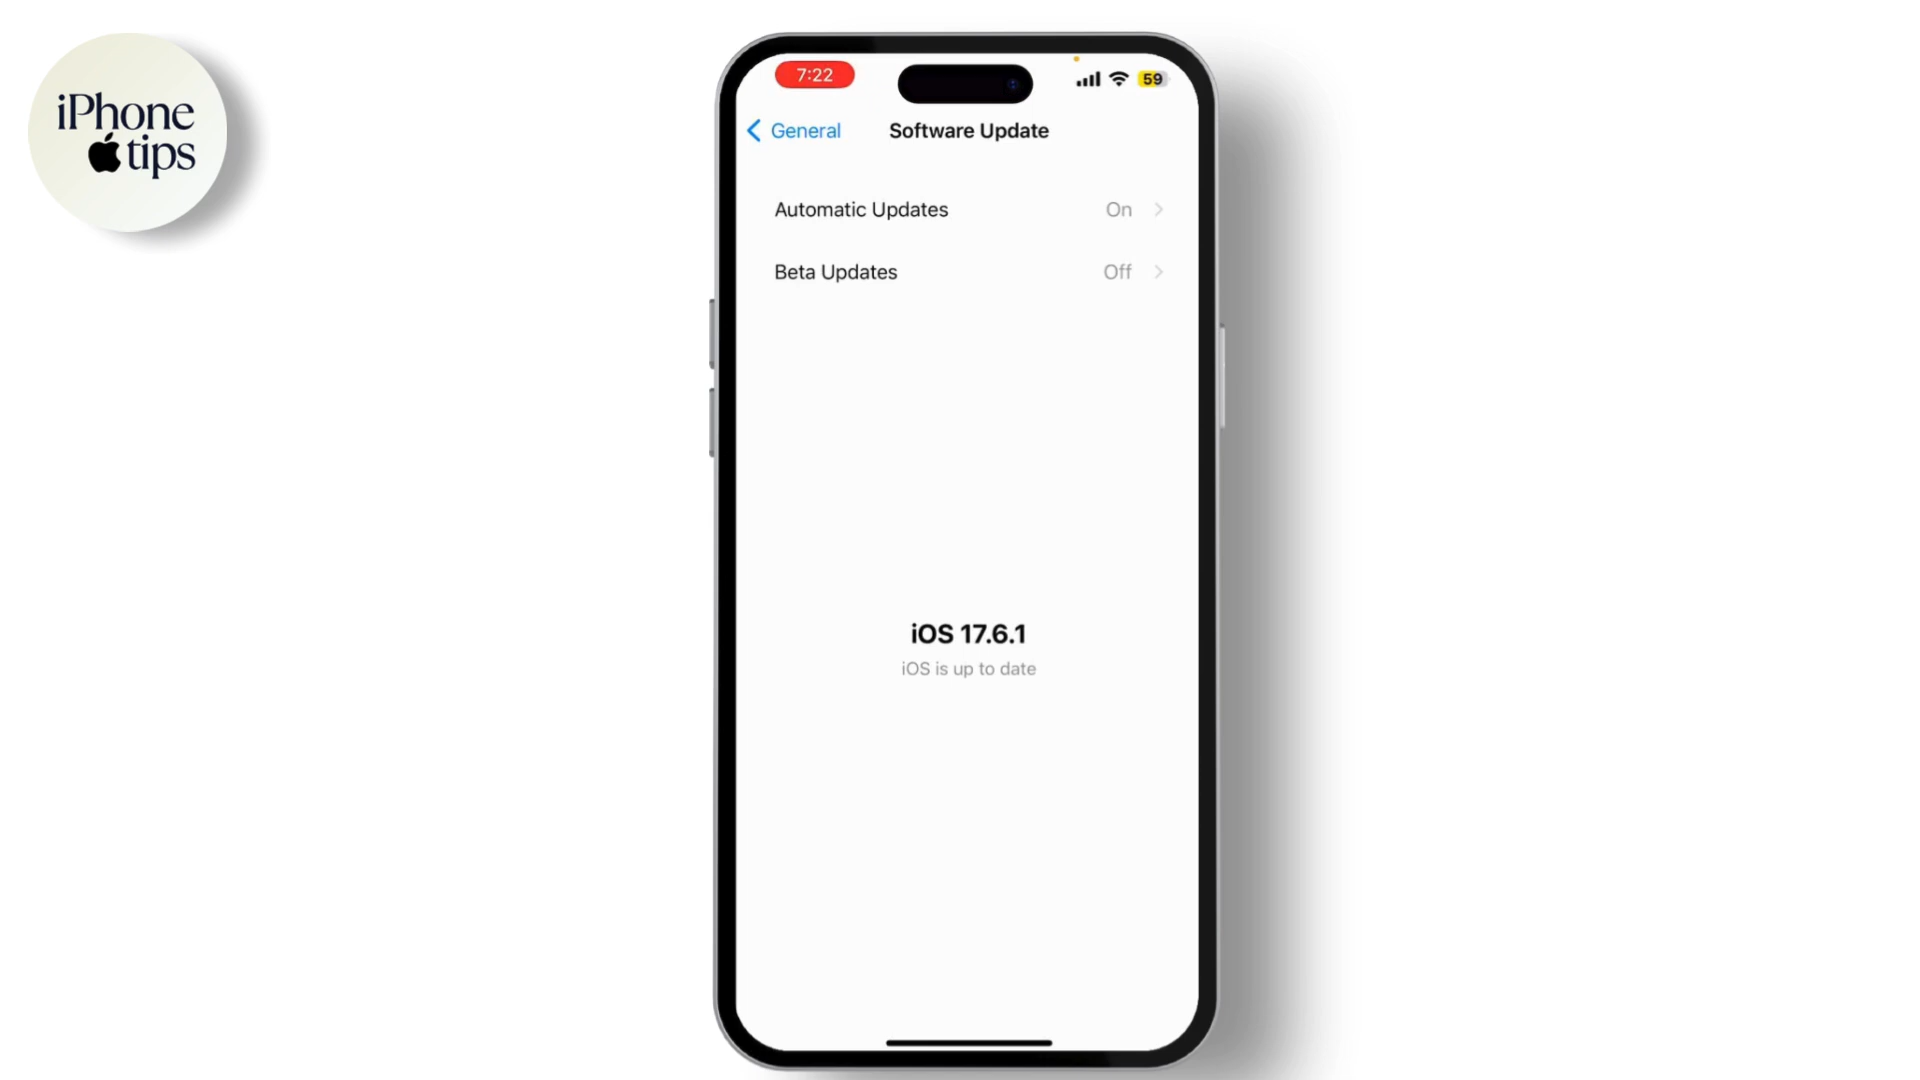 iPhone
tips
7:22
59
General
Software Update
Automatic Updates On
Beta Updates Off
iOS 17.6.1
iOS is up to date